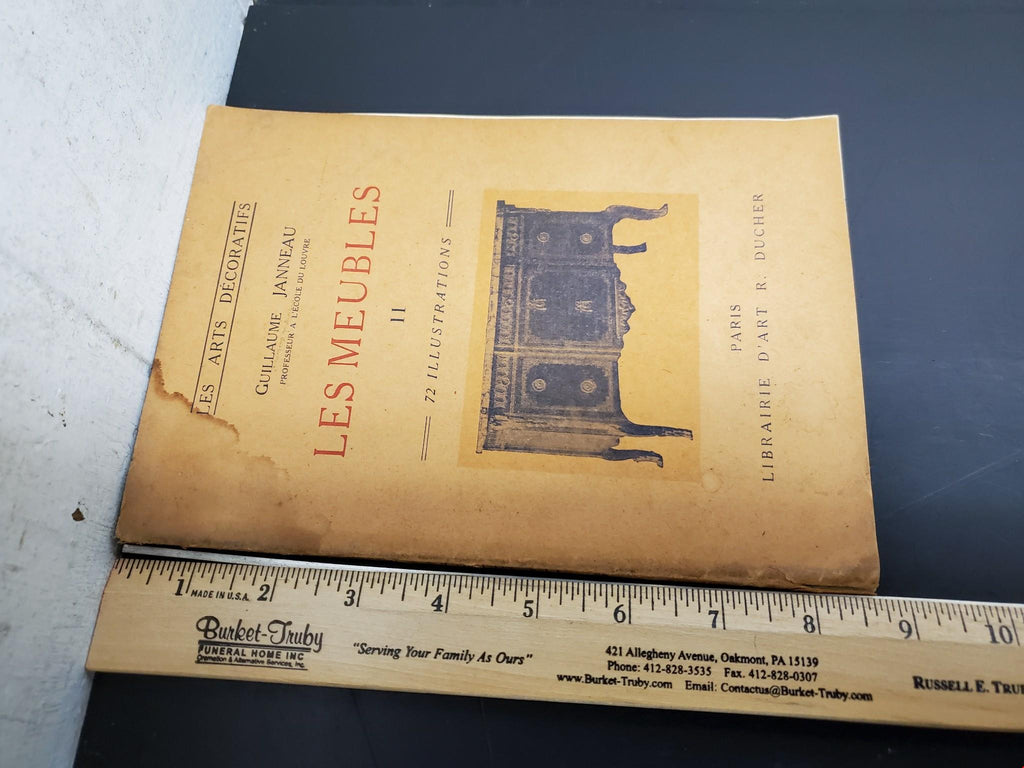 LES ARTS DÉCORATIFS
GUILLAUME JANNEAU
PROFESSEUR A L'ÉCOLE DU LOUVRE
LES MEUBLES
II
72 ILLUSTRATIONS
PARIS
LIBRAIRIE D'ART R. DUCHER
1 2 3 4 5 6 7 8 9 10
MADE IN U.S.A.
Burket-Truby
FUNERAL HOME INC
Cremation & Alternative Services, Inc.
"Serving Your Family As Ours"
421 Allegheny Avenue, Oakmont, PA 15139
Phone: 412-828-3535 Fax. 412-828-0307
www.Burket-Truby.com Email: Contactus@Burket-Truby.com
RUSSELL E. TRU